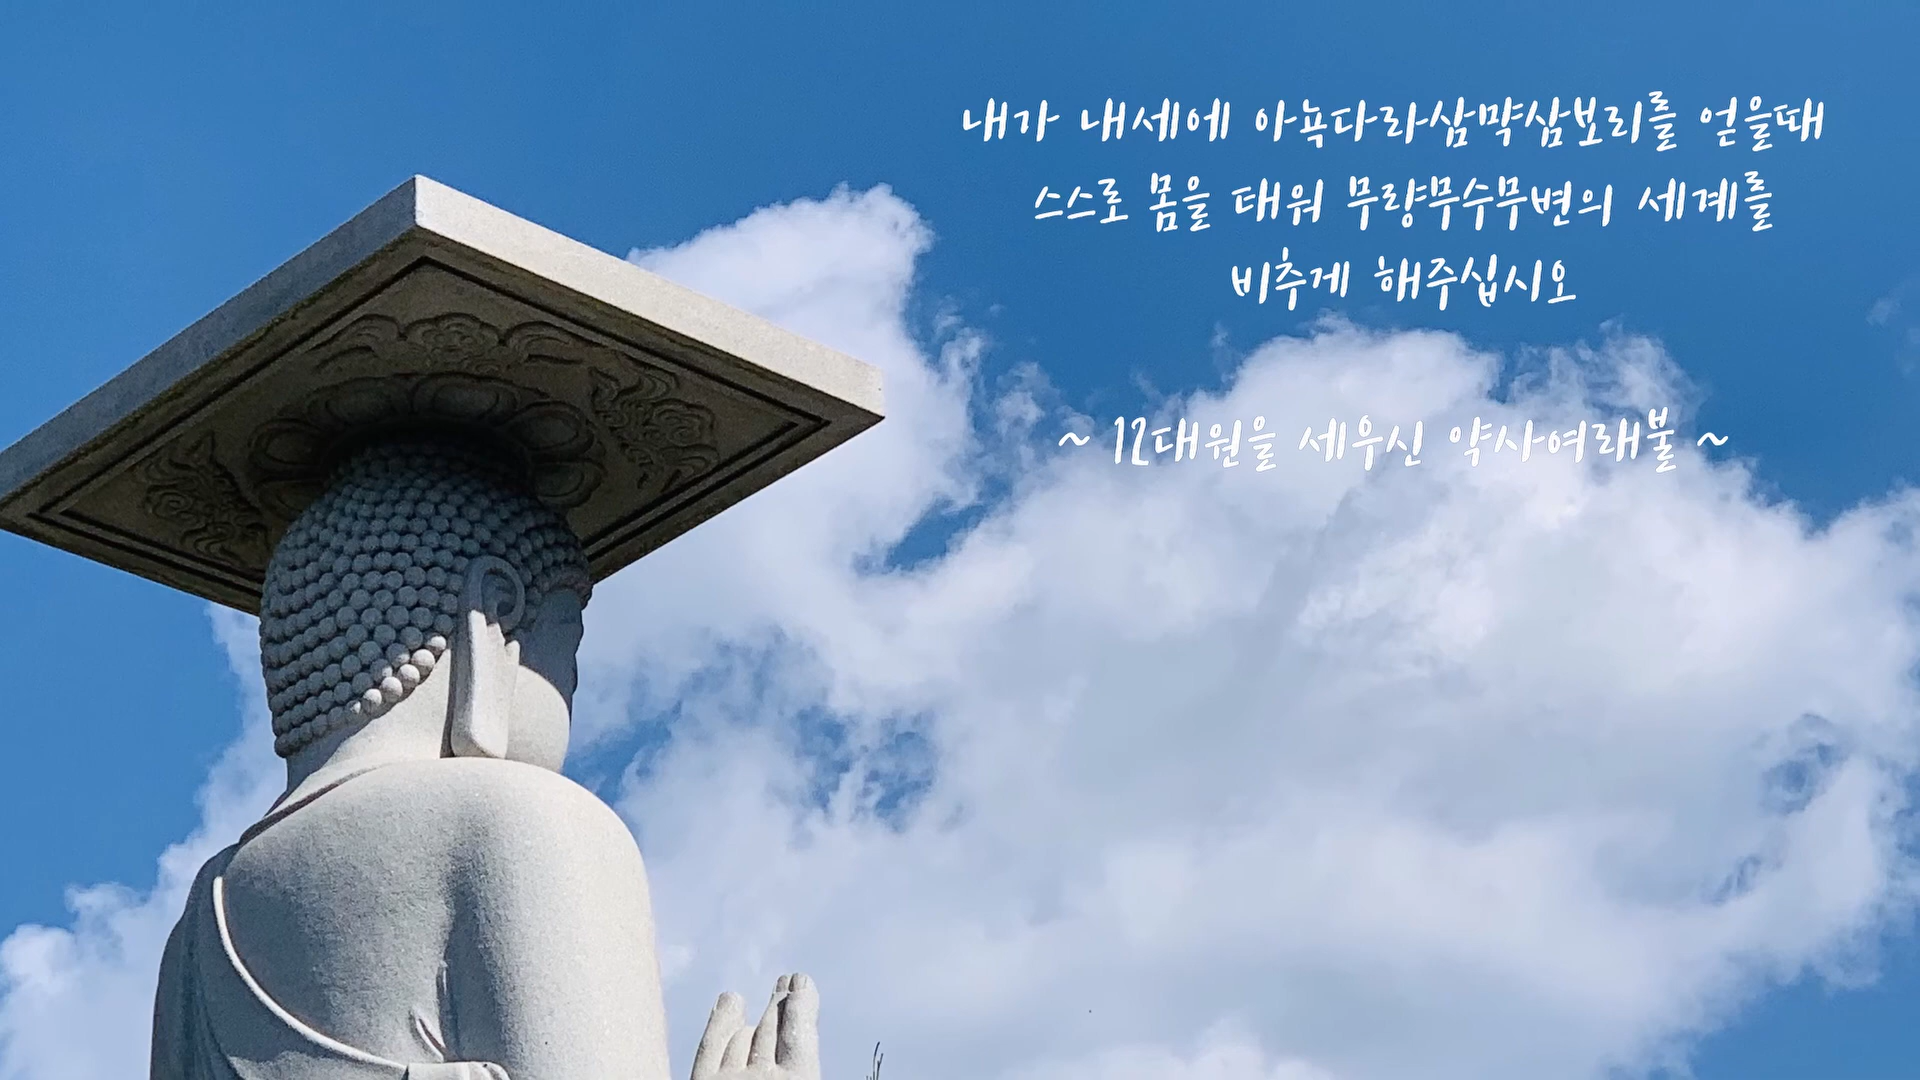 내가 내세에 아뇩다라삼먁삼보리를 얻을때
스스로 몸을 태워 무량무수무변의 세계를
비추게 해주십시오
~ 12대원을 세우신 약사여래불 ~